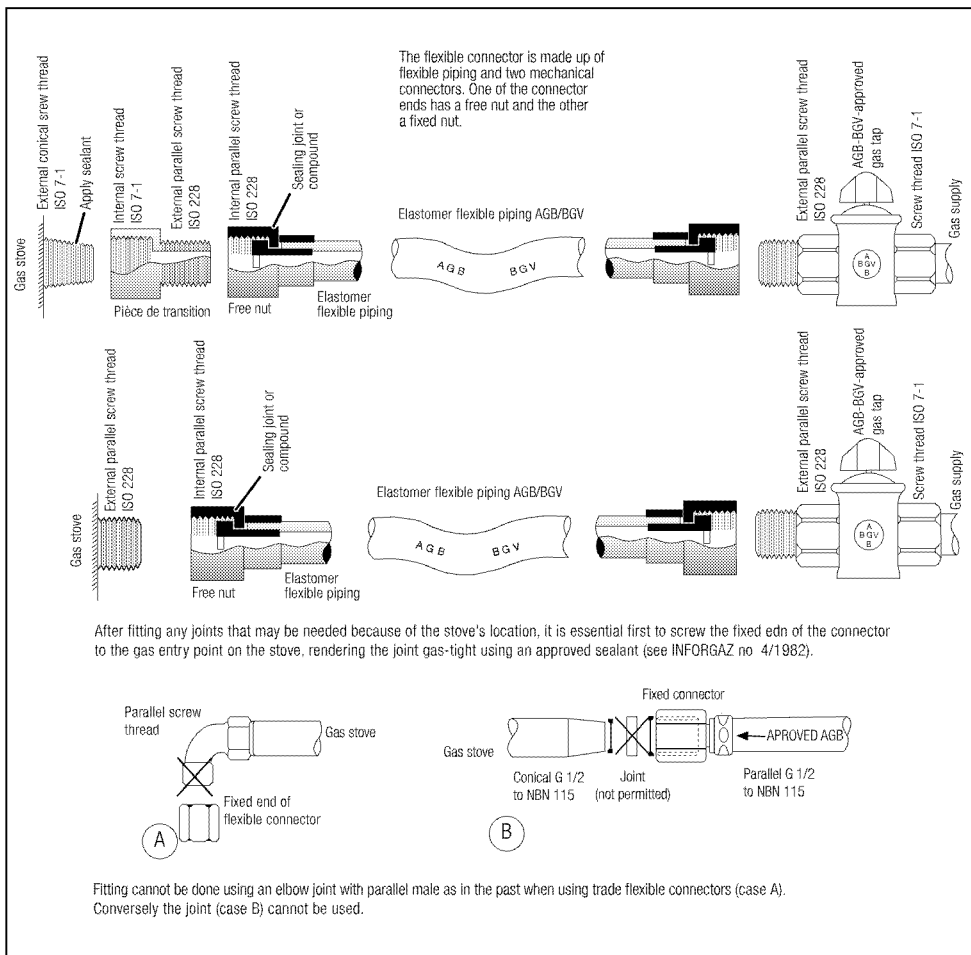 The flexible connector is made up of
flexible piping and two mechanical
connectors. One of the connector
ends has a free nut and the other
a fixed nut.
Gas stove
External conical srew thread
ISO 7-1
Apply sealant
Internal screw thread
ISO 7-1
External parallel screw thread
ISO 228
Internal parallel screw thread
ISO 228
Sealing joint or
compound
Elastomer flexible piping AGB/BGV
AGB BGV
External parallel screw thread
ISO 228
AGB-BGV-approved
gas tap
Screw thread ISO 7-1
Gas supply
A
BGV
B
Pièce de transition
Free nut
Elastomer
flexible piping
Gas stove
External parallel screw thread
ISO 228
Internal parallel screw thread
ISO 228
Sealing joint or
compound
Elastomer flexible piping AGB/BGV
AGB BGV
External parallel screw thread
ISO 228
AGB-BGV-approved
gas tap
Screw thread ISO 7-1
Gas supply
A
BGV
B
Free nut
Elastomer
flexible piping
After fitting any joints that may be needed because of the stove's location, it is essential first to screw the fixed edn of the connector
to the gas entry point on the stove, rendering the joint gas-tight using an approved sealant (see INFORGAZ no 4/1982).
Parallel screw
thread
Gas stove
Fixed end of
flexible connector
A
Fixed connector
Gas stove
APROVED AGB
Conical G 1/2
to NBN 115
Joint
(not permitted)
Parallel G 1/2
to NBN 115
B
Fitting cannot be done using an elbow joint with parallel male as in the past when using trade flexible connectors (case A).
Conversely the joint (case B) cannot be used.